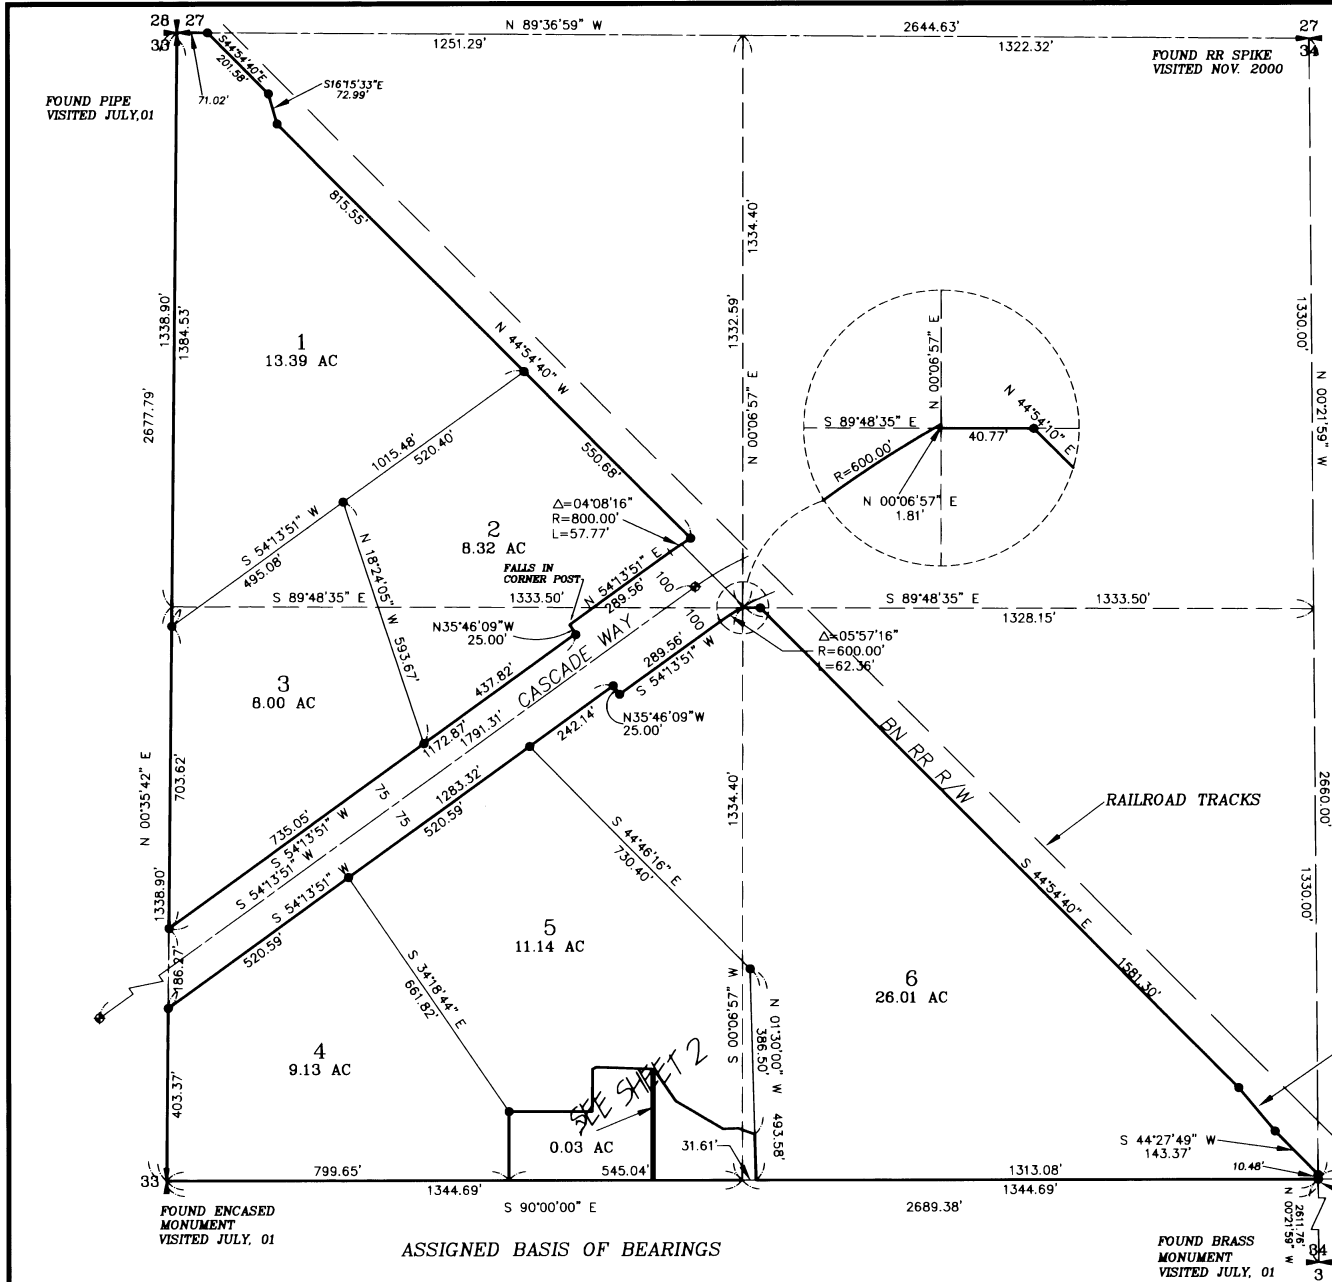 28 27
33
N 89°36'59" W
2644.63'
1251.29'
1322.32'
27
34
FOUND RR SPIKE
VISITED NOV. 2000
FOUND PIPE
VISITED JULY,01
71.02'
S44°54'40"E
201.58'
S16°15'33"E
72.99'
815.55'
1334.40'
1332.59'
N 00°06'57" E
1338.90'
1384.53'
2677.79'
1
13.39 AC
N 44°54'40" W
1330.00'
N 00°21'59" W
N 00°06'57" E
S 89°48'35" E
40.77'
N 44°54'10" E
R=600.00'
N 00°06'57" E
1.81'
1015.48'
520.40'
550.68'
S 54°13'51" W
495.08'
N 18°24'05" W
593.67'
2
8.32 AC
Δ=04°08'16"
R=800.00'
L=57.77'
FALLS IN
CORNER POST
N 54°13'51" E
289.56'
100
100
S 89°48'35" E
1333.50'
S 89°48'35" E
1333.50'
1328.15'
N35°46'09"W
25.00'
CASCADE WAY
Δ=05°57'16"
R=600.00'
L=62.36'
289.56'
S 54°13'51" W
N35°46'09"W
25.00'
437.82'
3
8.00 AC
1172.87'
1791.31'
242.14'
1283.32'
BN RR R/W
RAILROAD TRACKS
N 00°35'42" E
703.62'
735.05'
S 54°13'51" W
S 54°13'51" W
75
75
520.59'
S 54°13'51" W
520.59'
1334.40'
S 44°46'16" E
730.40'
2660.00'
1330.00'
S 44°54'40" E
1581.30'
1338.90'
186.27'
5
11.14 AC
6
26.01 AC
S 34°18'44" E
661.82'
S 00°06'57" W
N 01°30'00" W
386.50'
493.58'
4
9.13 AC
403.37'
SEE SHEET 2
0.03 AC
31.61'
S 44°27'49" W
143.37'
10.48'
33
799.65'
545.04'
1313.08'
1344.69'
1344.69'
S 90°00'00" E
2689.38'
N 00°21'59" W
2611.76'
FOUND ENCASED
MONUMENT
VISITED JULY, 01
ASSIGNED BASIS OF BEARINGS
FOUND BRASS
MONUMENT
VISITED JULY, 01
34
3